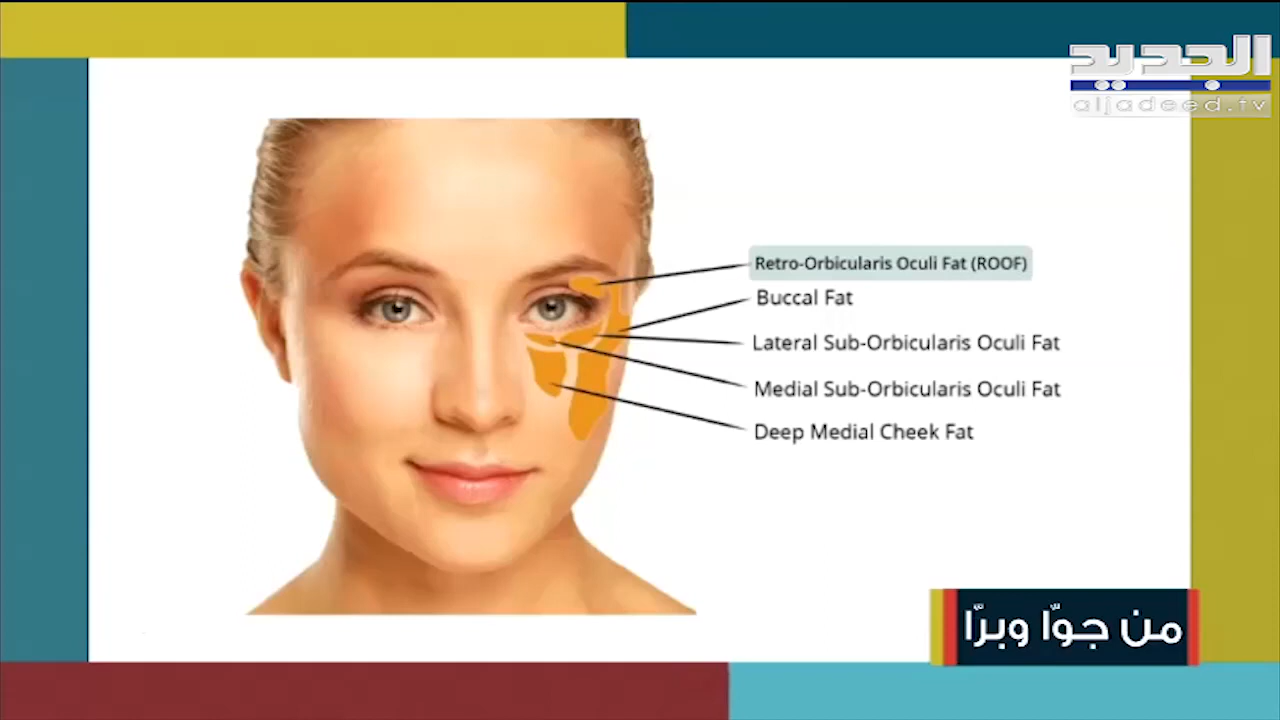 الجديد
aljadeed.tv
Retro-Orbicularis Oculi Fat (ROOF)
Buccal Fat
Lateral Sub-Orbicularis Oculi Fat
Medial Sub-Orbicularis Oculi Fat
Deep Medial Cheek Fat
من جوّا وبرّا